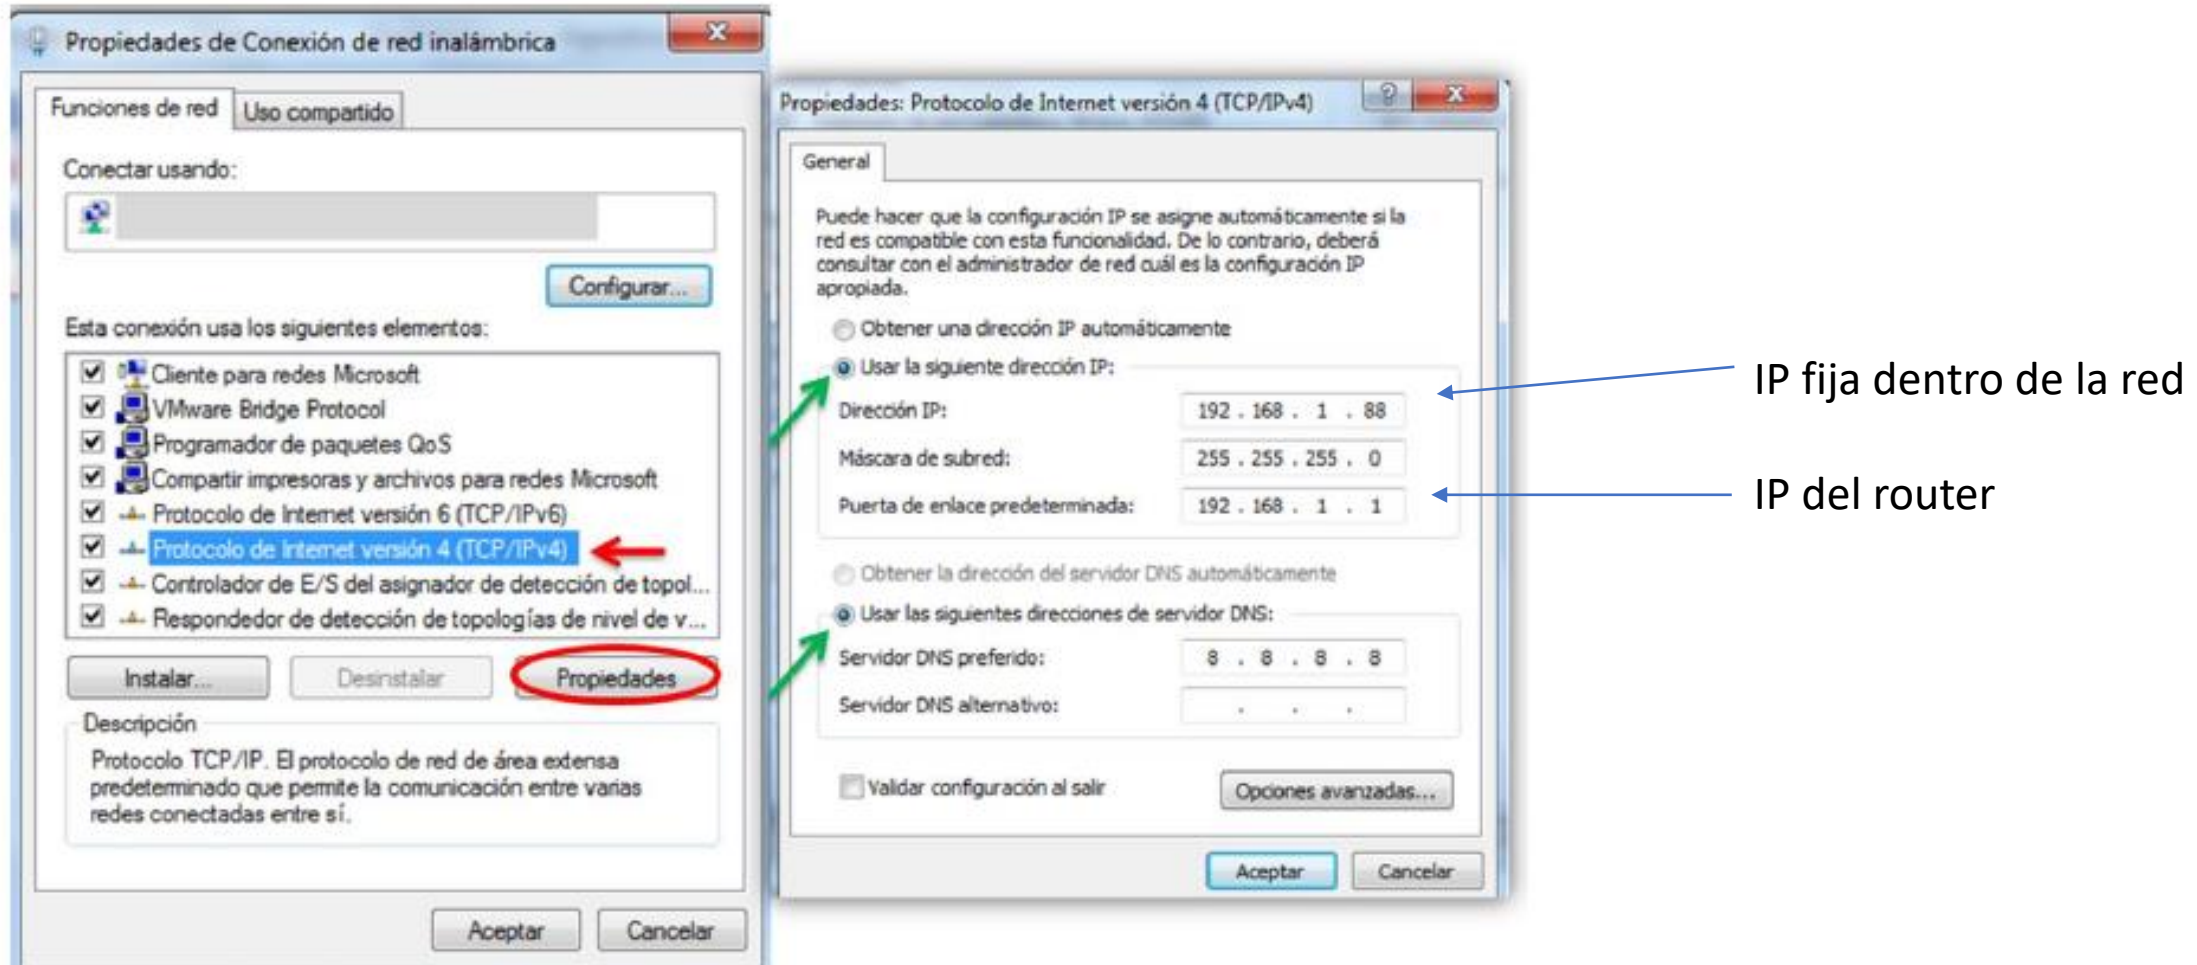 Propiedades de Conexión de red inalámbrica
Funciones de red
Uso compartido
Conectar usando:
Configurar...
Esta conexión usa los siguientes elementos:
Cliente para redes Microsoft
VMware Bridge Protocol
Programador de paquetes QoS
Compartir impresoras y archivos para redes Microsoft
Protocolo de Internet versión 6 (TCP/IPv6)
Protocolo de Internet versión 4 (TCP/IPv4)
Controlador de E/S del asignador de detección de topol...
Respondedor de detección de topologías de nivel de v...
Instalar...
Desinstalar
Propiedades
Descripción
Protocolo TCP/IP. El protocolo de red de área extensa
predeterminado que permite la comunicación entre varias
redes conectadas entre sí.
Aceptar
Cancelar
Propiedades: Protocolo de Internet versión 4 (TCP/IPv4)
General
Puede hacer que la configuración IP se asigne automáticamente si la
red es compatible con esta funcionalidad. De lo contrario, deberá
consultar con el administrador de red cuál es la configuración IP
apropiada.
Obtener una dirección IP automáticamente
Usar la siguiente dirección IP:
Dirección IP: 192 . 168 . 1 . 88
Máscara de subred: 255 . 255 . 255 . 0
Puerta de enlace predeterminada: 192 . 168 . 1 . 1
Obtener la dirección del servidor DNS automáticamente
Usar las siguientes direcciones de servidor DNS:
Servidor DNS preferido: 8 . 8 . 8 . 8
Servidor DNS alternativo: . . .
Validar configuración al salir
Opciones avanzadas...
Aceptar
Cancelar
IP fija dentro de la red
IP del router